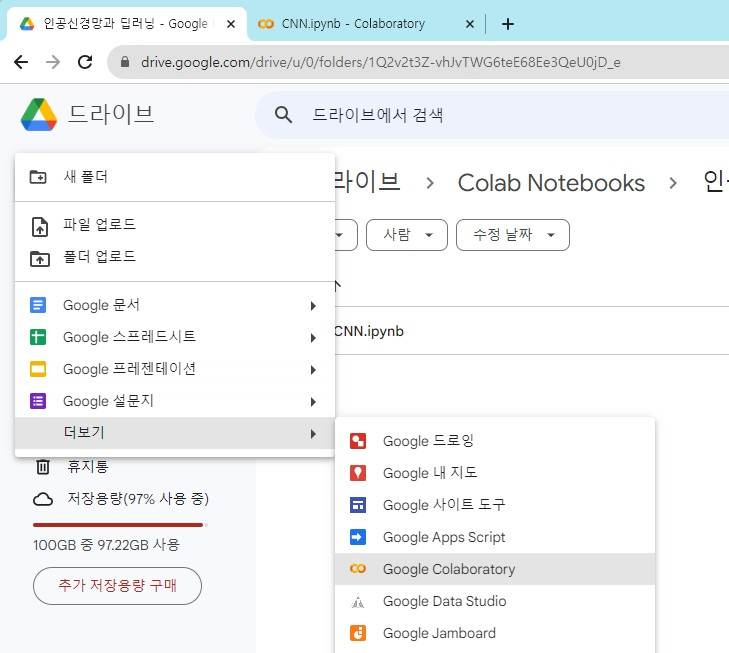 인공신경망과 딥러닝 - Google
CNN.ipynb - Colaboratory
drive.google.com/drive/u/0/folders/1Q2v2t3Z-vhJvTWG6teE68Ee3QeU0jD_e
드라이브
드라이브에서 검색
새 폴더
라이브 > Colab Notebooks > 인
파일 업로드
사람
수정 날짜
폴더 업로드
Google 문서
Google 스프레드시트
CNN.ipynb
Google 프레젠테이션
Google 설문지
더보기
Google 드로잉
Google 내 지도
Google 사이트 도구
Google Apps Script
Google Colaboratory
Google Data Studio
Google Jamboard
휴지통
저장용량(97% 사용 중)
100GB 중 97.22GB 사용
추가 저장용량 구매